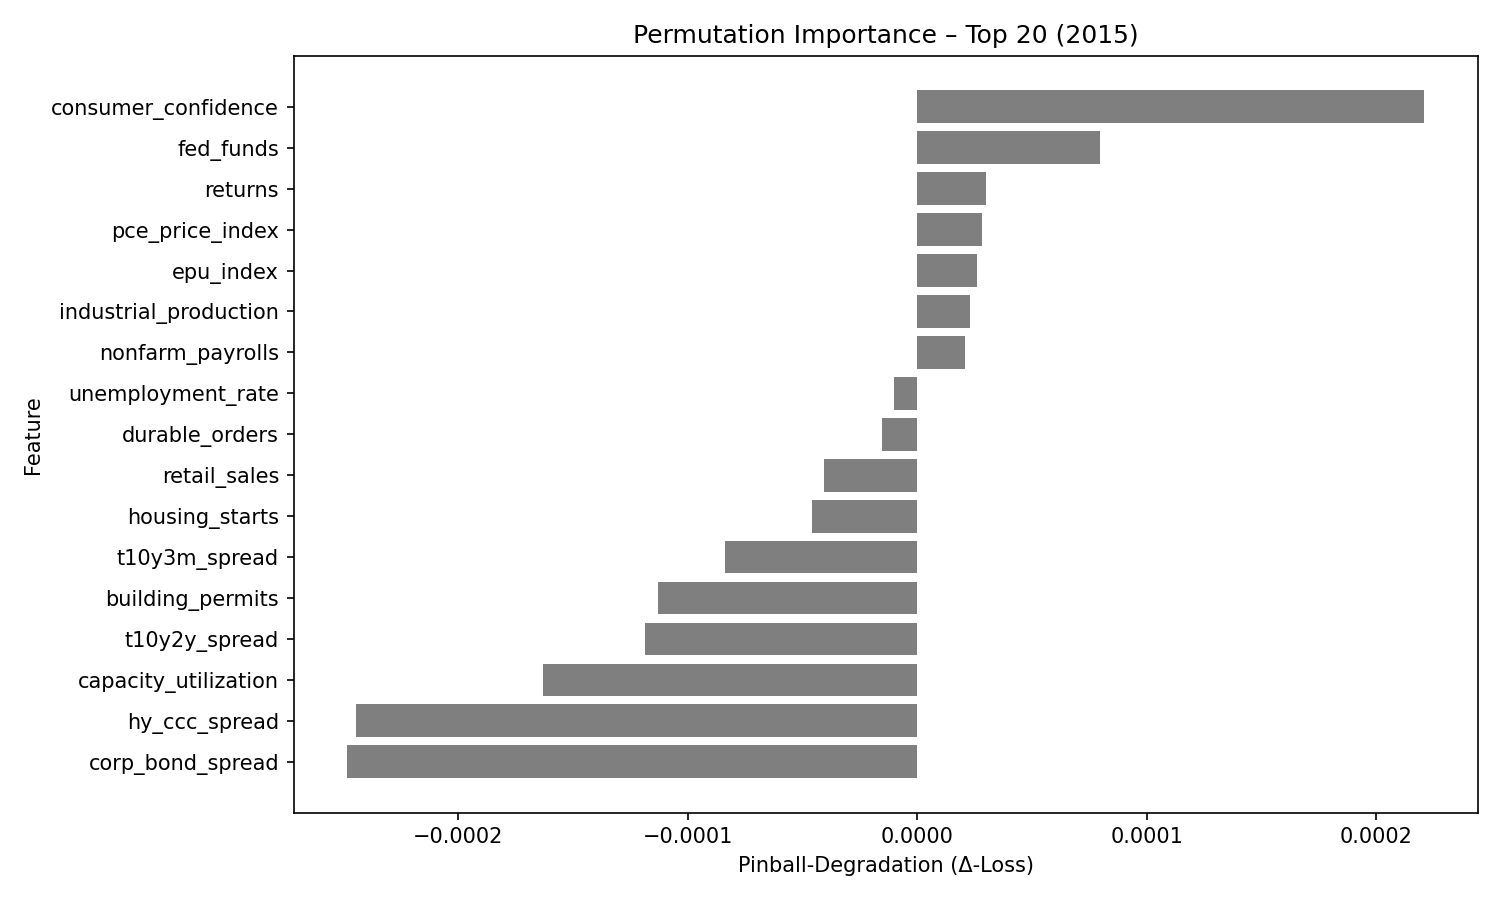 Permutation Importance – Top 20 (2015)
consumer_confidence
fed_funds
returns
pce_price_index
epu_index
industrial_production
nonfarm_payrolls
unemployment_rate
durable_orders
retail_sales
housing_starts
t10y3m_spread
building_permits
t10y2y_spread
capacity_utilization
hy_ccc_spread
corp_bond_spread
Feature
−0.0002 −0.0001 0.0000 0.0001 0.0002
Pinball-Degradation (Δ-Loss)